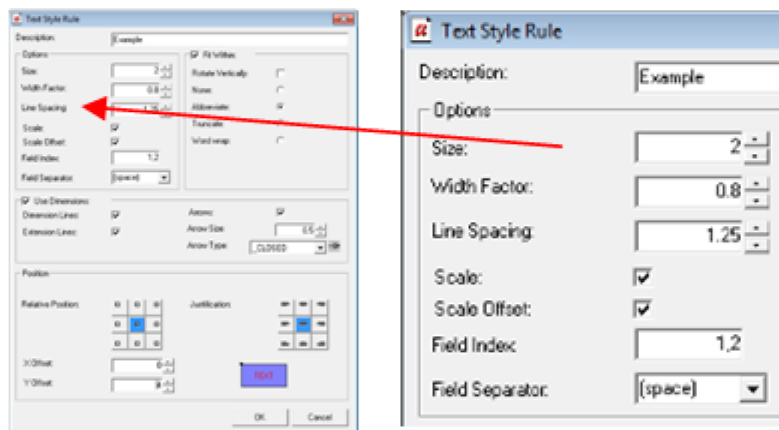 Text Style Rule
Description:
Example
Options
Size:
2
Width Factor:
0.8
Line Spacing:
1.25
Scale:
Scale Offset:
Field Index:
1,2
Field Separator:
(space)
Fit Within:
Rotate Vertically:
None:
Abbreviate:
Truncate:
Word wrap:
Use Dimensions
Dimension Lines:
Extension Lines:
Arrows:
Arrow Size:
0.5
Arrow Type:
_CLOSED
Position
Relative Position:
Justification:
X Offset:
0
Y Offset:
TEXT
OK
Cancel
Text Style Rule
Description:
Example
Options
Size:
2
Width Factor:
0.8
Line Spacing:
1.25
Scale:
Scale Offset:
Field Index:
1,2
Field Separator:
(space)